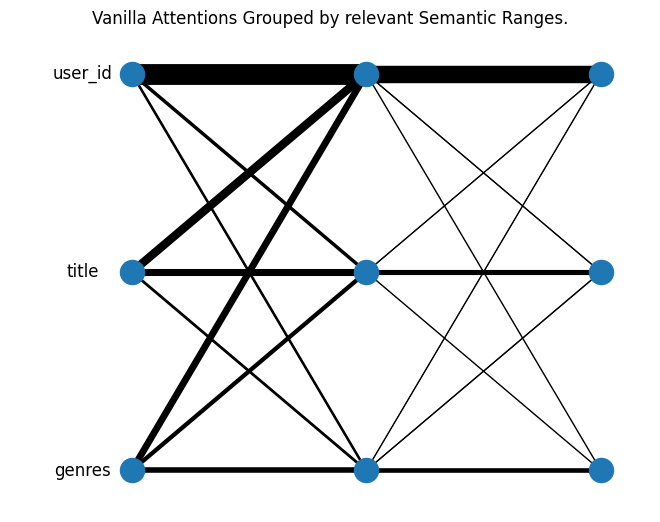 Vanilla Attentions Grouped by relevant Semantic Ranges.
user_id
title
genres